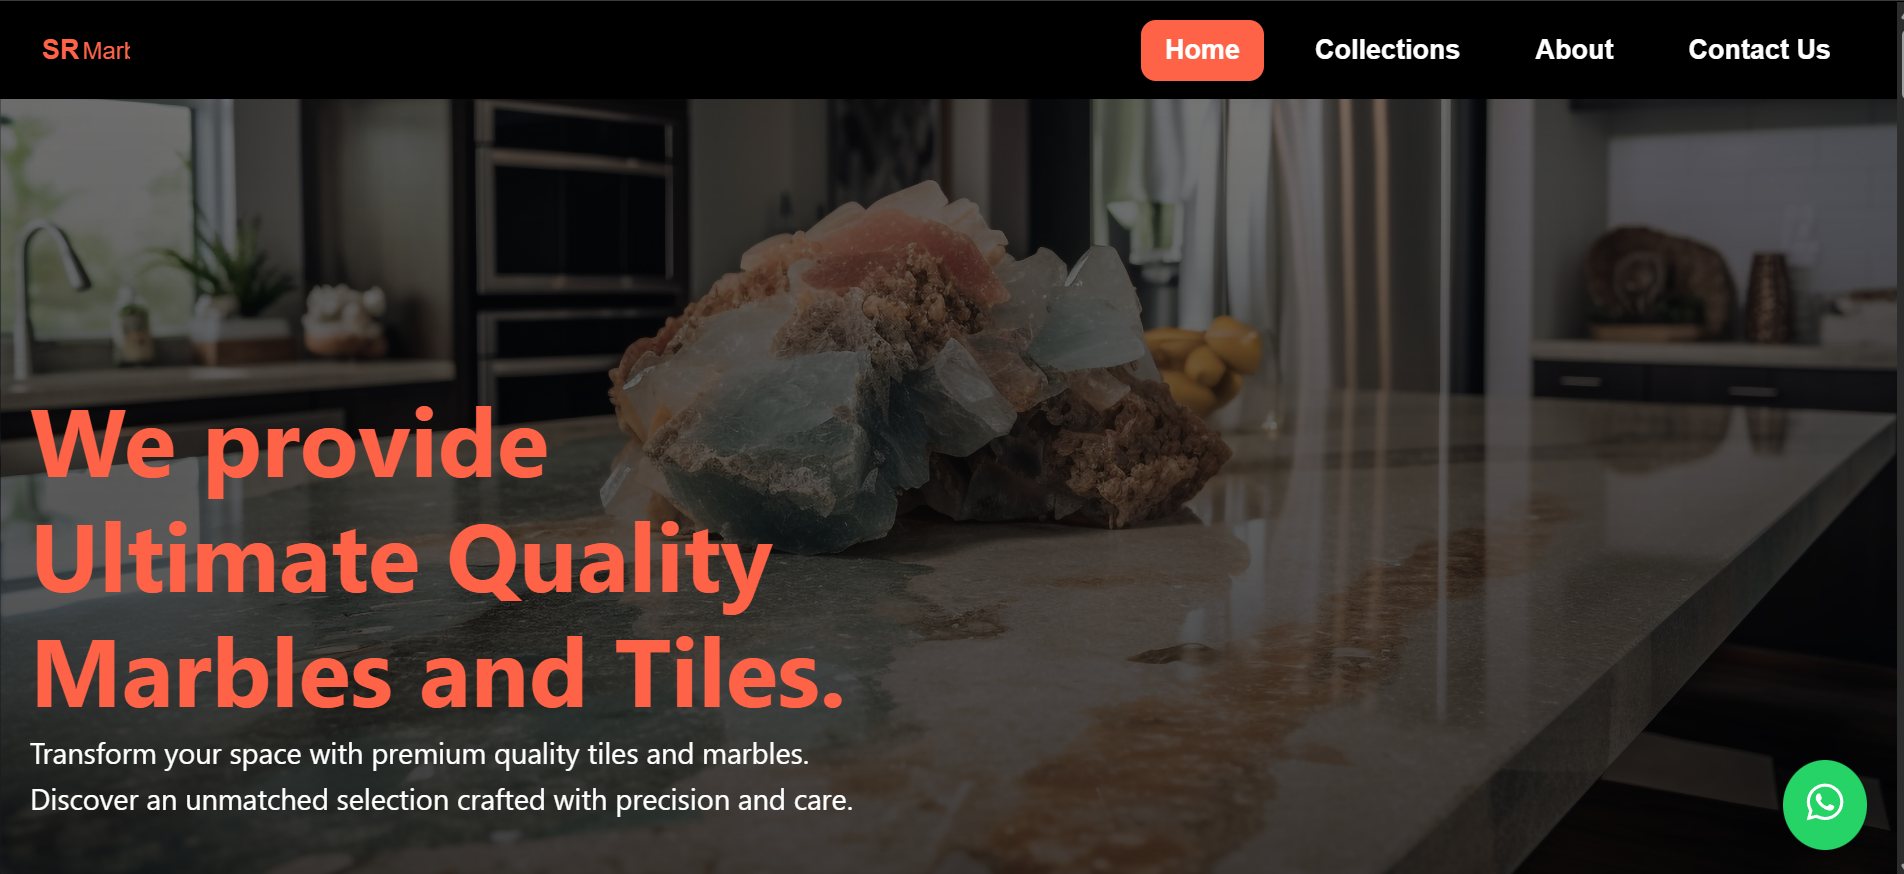 SR Marb
Home
Collections
About
Contact Us
We provide
Ultimate Quality
Marbles and Tiles.
Transform your space with premium quality tiles and marbles.
Discover an unmatched selection crafted with precision and care.